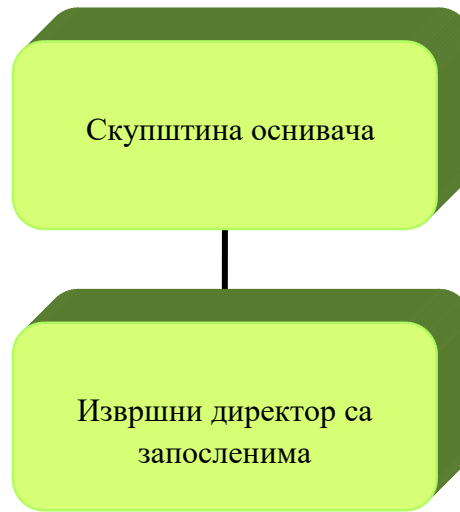 Скупштина оснивача
Извршни директор са
запосленима